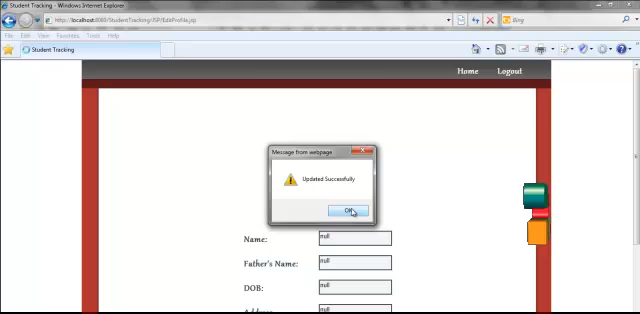 Student Tracking - Windows Internet Explorer
http://localhost:8080/StudentTracking/JSP/EditProfile.jsp
Bing
File Edit View Favorites Tools Help
Student Tracking
Home Logout
Message from webpage
Updated Successfully
OK
Name: null
Father's Name: null
DOB: null
Address: null